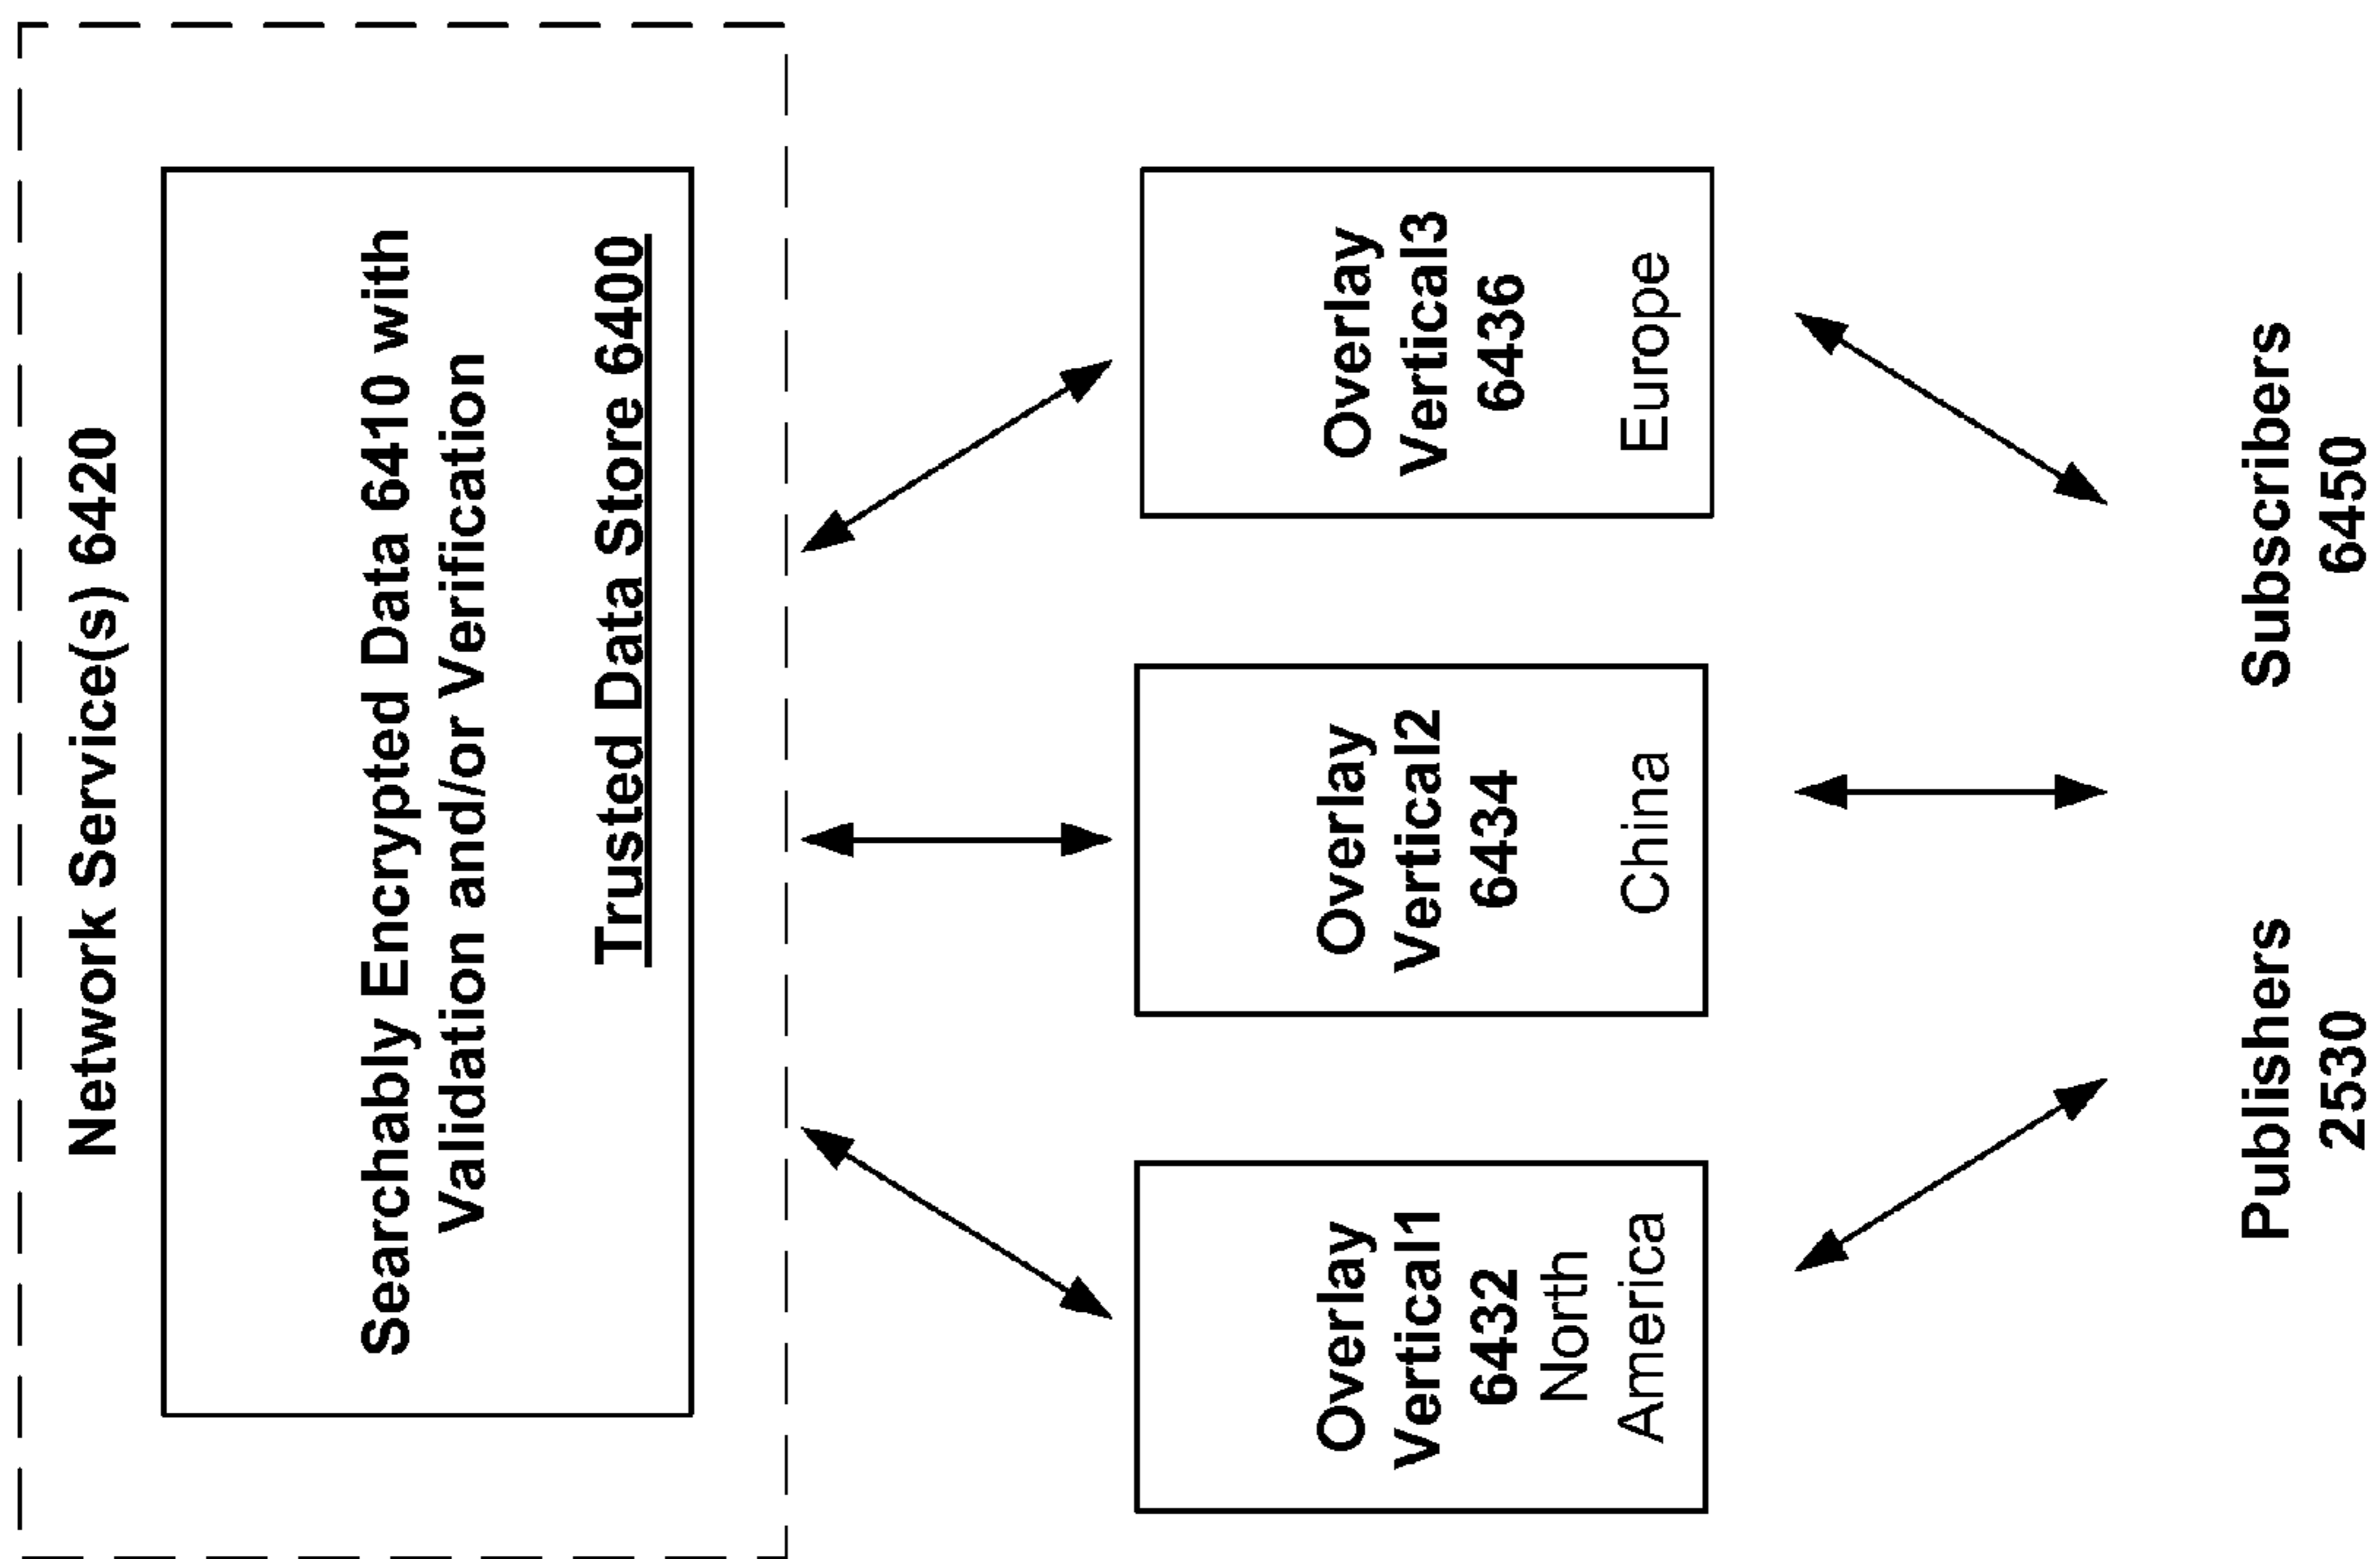 Network Service(s) 6420
Searchably Encrypted Data 6410 with
Validation and/or Verification
Trusted Data Store 6400
Overlay
Vertical1
6432
North
America
Overlay
Vertical2
6434
China
Overlay
Vertical3
6436
Europe
Publishers
2530
Subscribers
6450